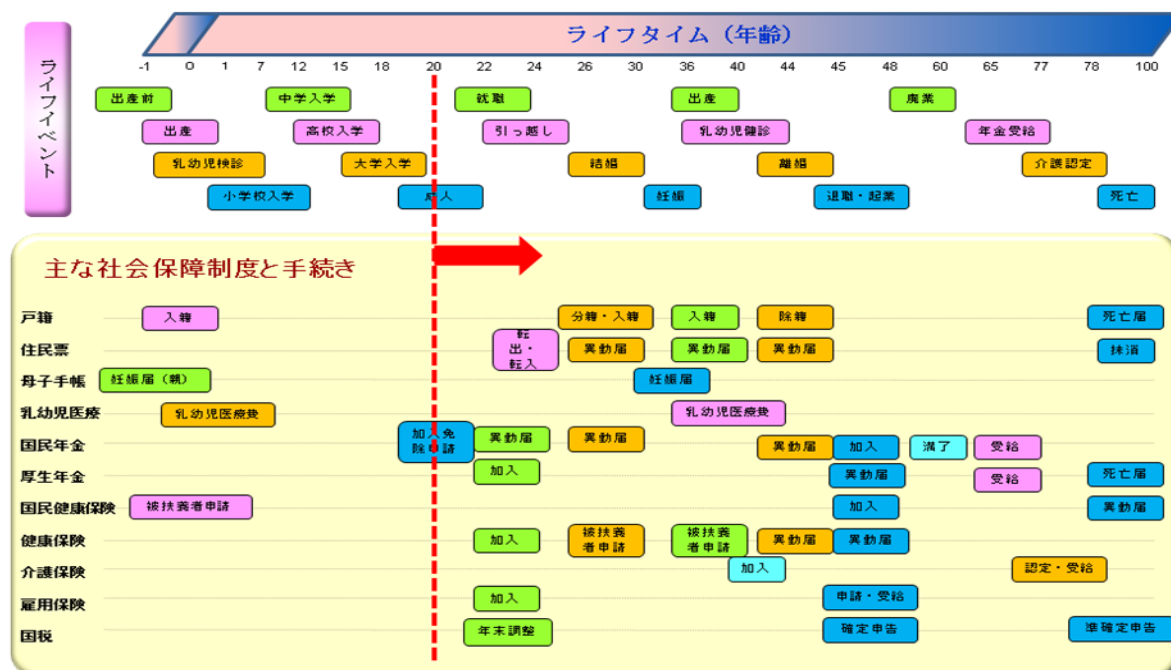 ライフタイム（年齢）
-1 0 1 7 12 15 18 20 22 24 26 30 36 40 44 45 48 60 65 77 78 100
ライフイベント
出産前 中学入学 就職 出産 廃業
出産 高校入学 引っ越し 乳幼児健診 年金受給
乳幼児検診 大学入学 結婚 離婚 介護認定
小学校入学 成人 妊娠 退職・起業 死亡
主な社会保障制度と手続き
戸籍 入籍 分籍・入籍 入籍 除籍 死亡届
住民票 転出・転入 異動届 異動届 異動届 抹消
母子手帳 妊娠届（親） 妊娠届
乳幼児医療 乳幼児医療費 乳幼児医療費
国民年金 加入免除申請 異動届 異動届 異動届 加入 満了 受給
厚生年金 加入 異動届 受給 死亡届
国民健康保険 被扶養者申請 加入 異動届
健康保険 加入 被扶養者申請 被扶養者申請 異動届 異動届
介護保険 加入 認定・受給
雇用保険 加入 申請・受給
国税 年末調整 確定申告 準確定申告